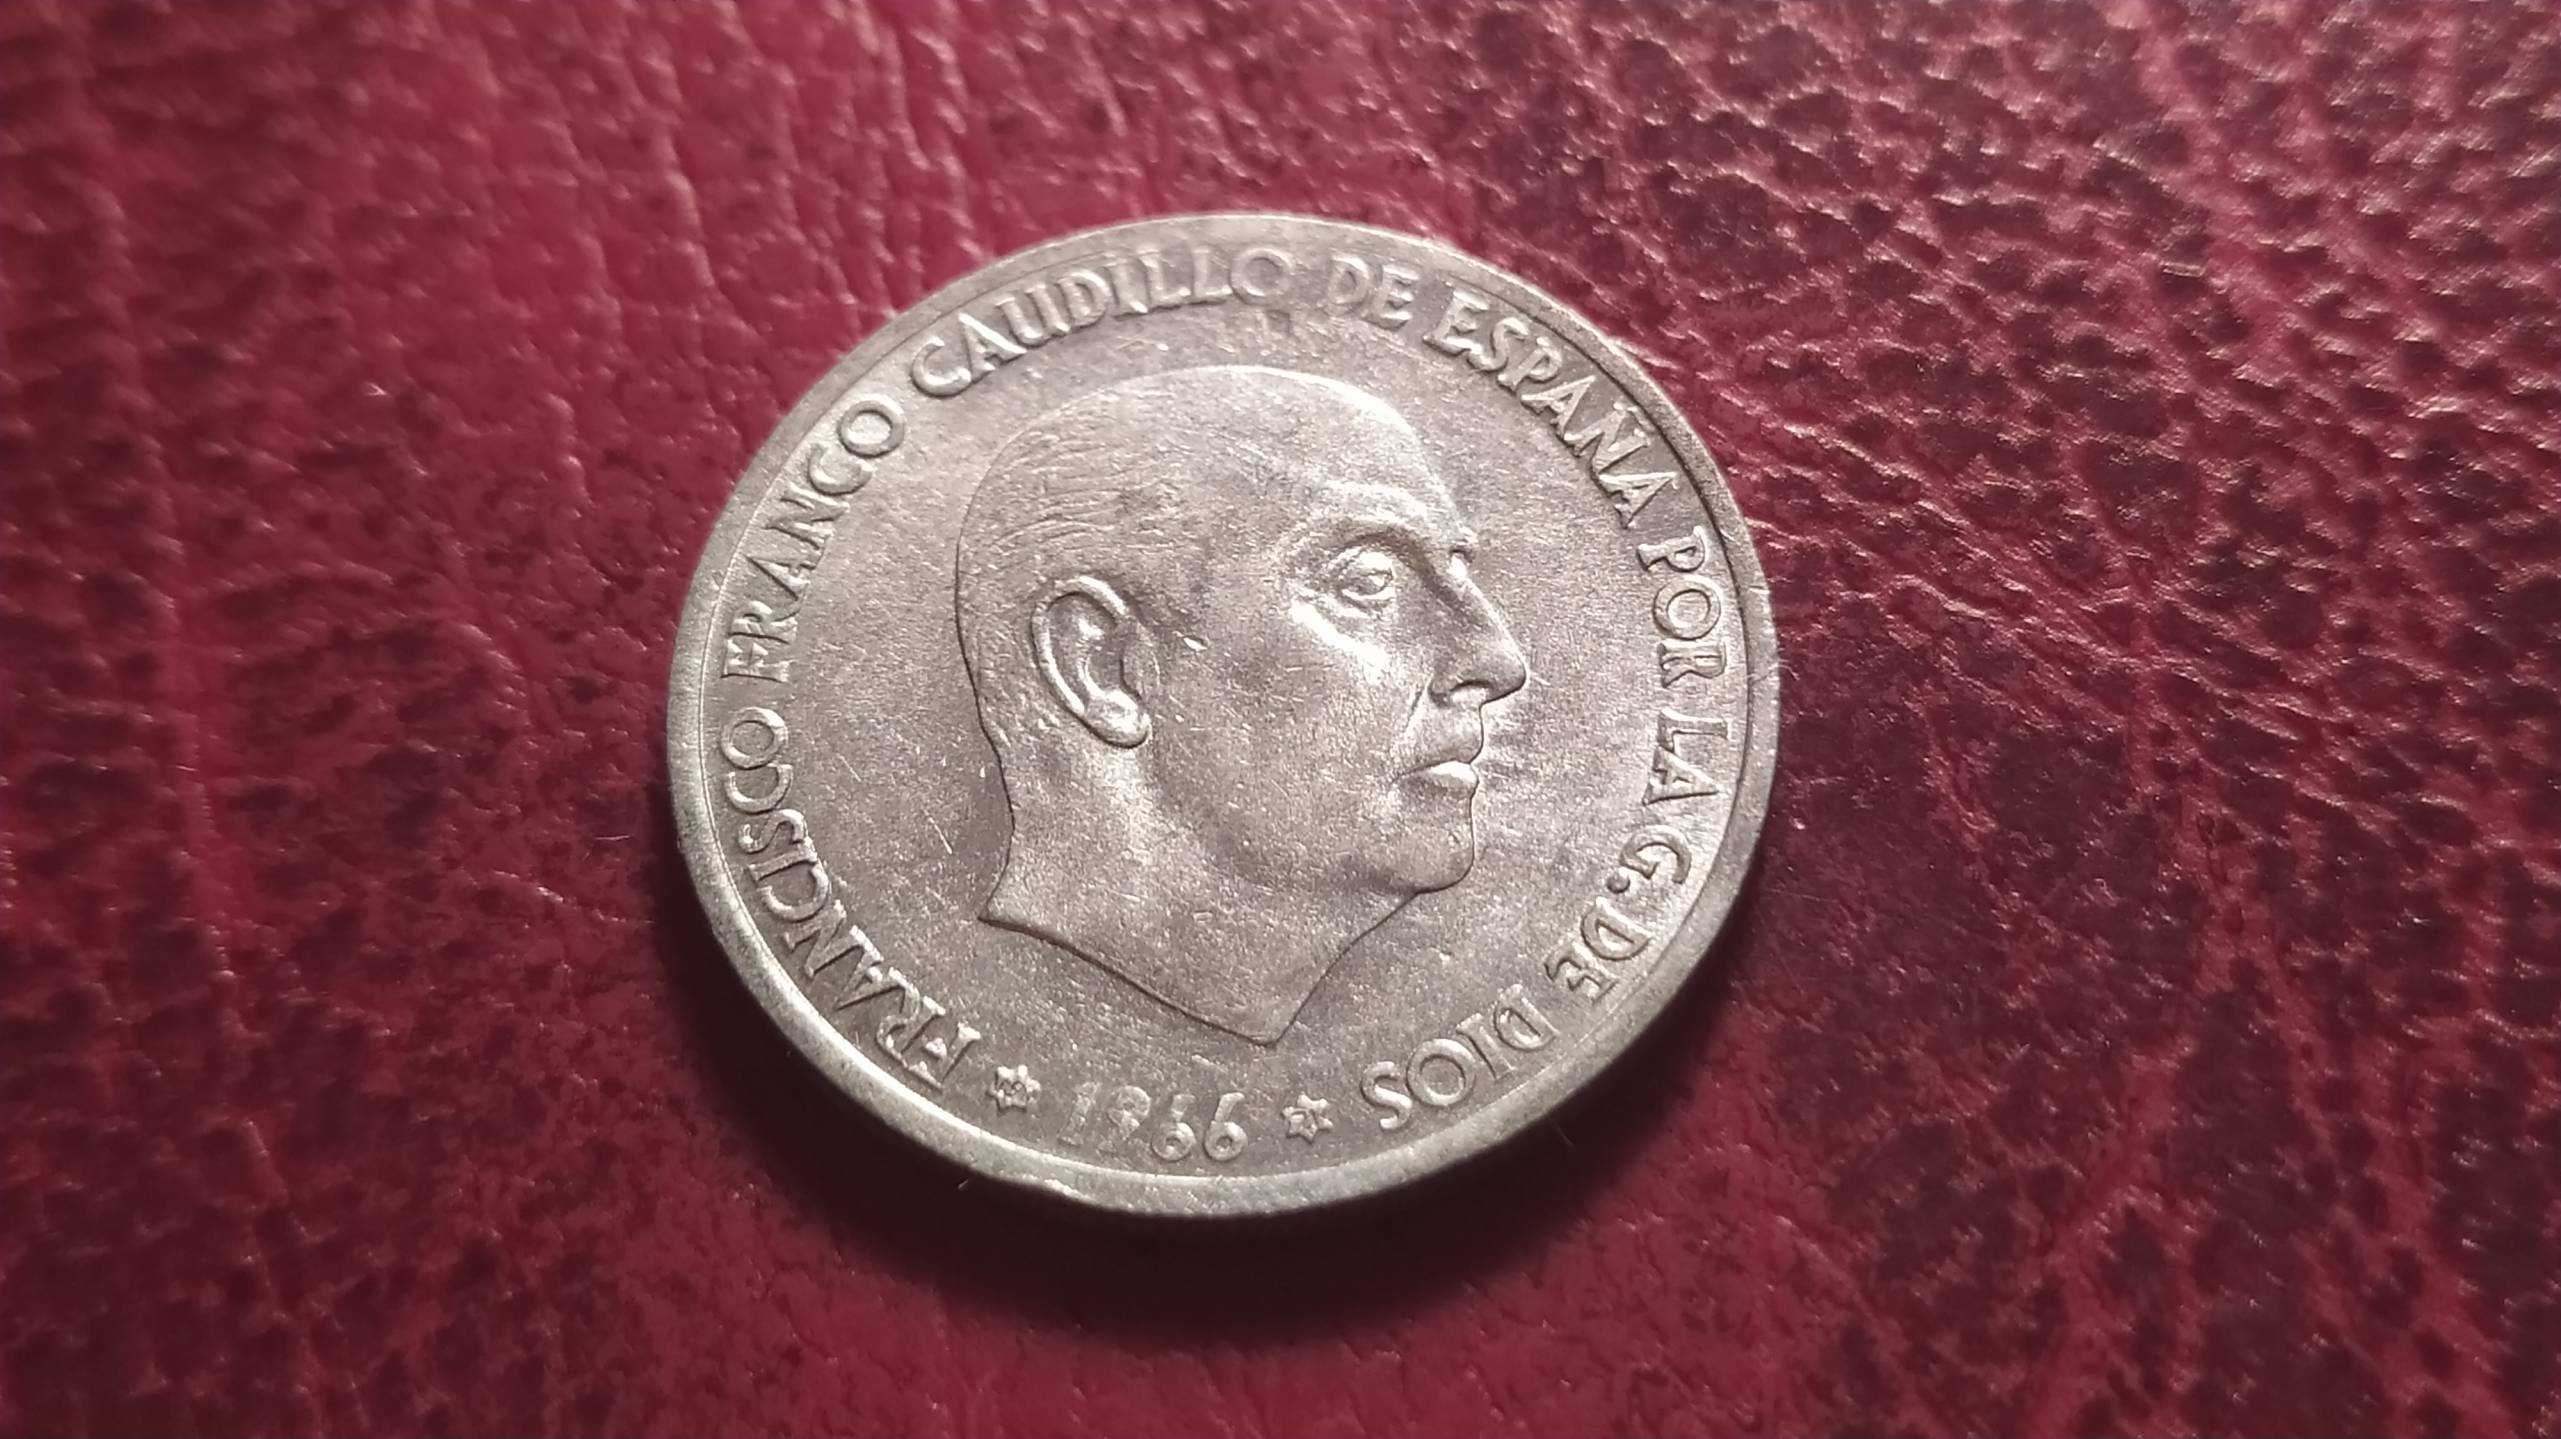 FRANCISCO FRANCO CAUDILLO DE ESPAÑA POR LA G. DE DIOS
1966